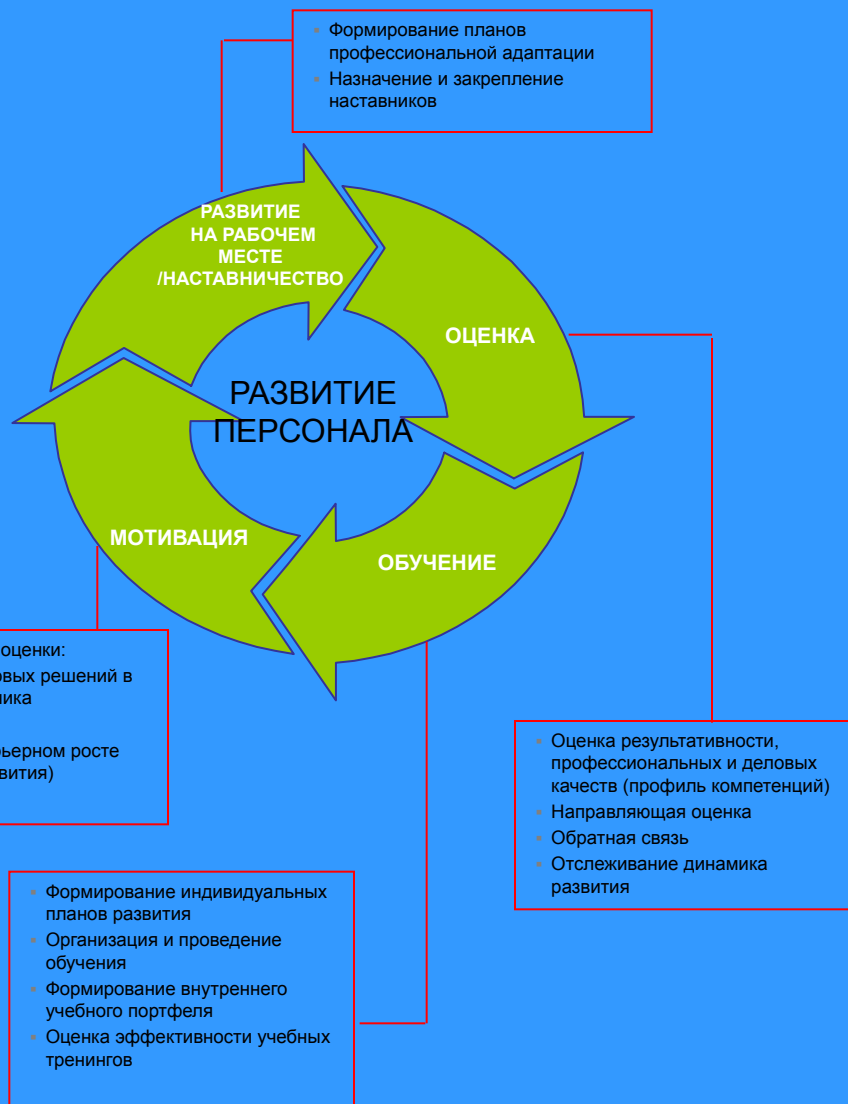 Формирование планов
профессиональной адаптации
Назначение и закрепление
наставников
РАЗВИТИЕ
НА РАБОЧЕМ
МЕСТЕ
/НАСТАВНИЧЕСТВО
ОЦЕНКА
РАЗВИТИЕ
ПЕРСОНАЛА
МОТИВАЦИЯ
ОБУЧЕНИЕ
оценки:
решений в
росте
Оценка результативности,
профессиональных и деловых
качеств (профиль компетенций)
Направляющая оценка
Обратная связь
Отслеживание динамика
развития
Формирование индивидуальных
планов развития
Организация и проведение
обучения
Формирование внутреннего
учебного портфеля
Оценка эффективности учебных
тренингов